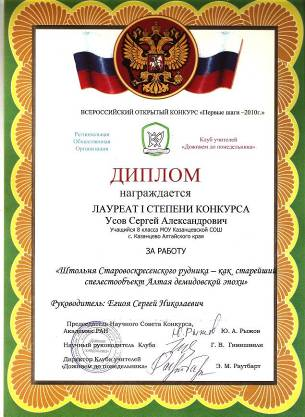 ВСЕРОССИЙСКИЙ ОТКРЫТЫЙ КОНКУРС «Первые шаги -2010г.»
Региональная Общественная Организация
Клуб учителей «Доживем до понедельника»
ДИПЛОМ
награждается
ЛАУРЕАТ I СТЕПЕНИ КОНКУРСА
Усов Сергей Александрович
Учащийся 8 класса МОУ Казанцевской СОШ
с. Казанцево Алтайского края
ЗА РАБОТУ
«Штольня Старовоскресенского рудника – как старейший
спелестообъект Алтая демидовской эпохи»
Руководитель: Егиоя Сергей Николаевич
Председатель Научного Совета Конкурса,
Академик РАН Ю. А. Рыжов
Научный руководитель Клуба
Директор Клуба учителей
«Доживем до понедельника» Э. М. Раутбарт